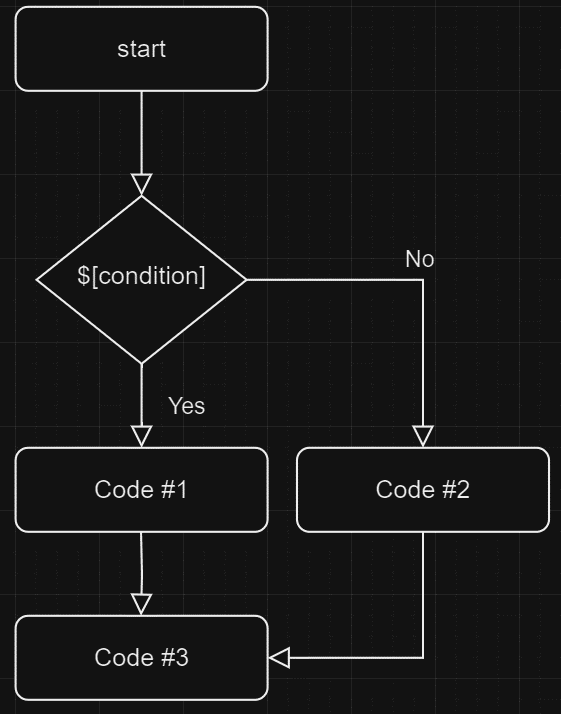 start
$[condition]
No
Yes
Code #1
Code #2
Code #3